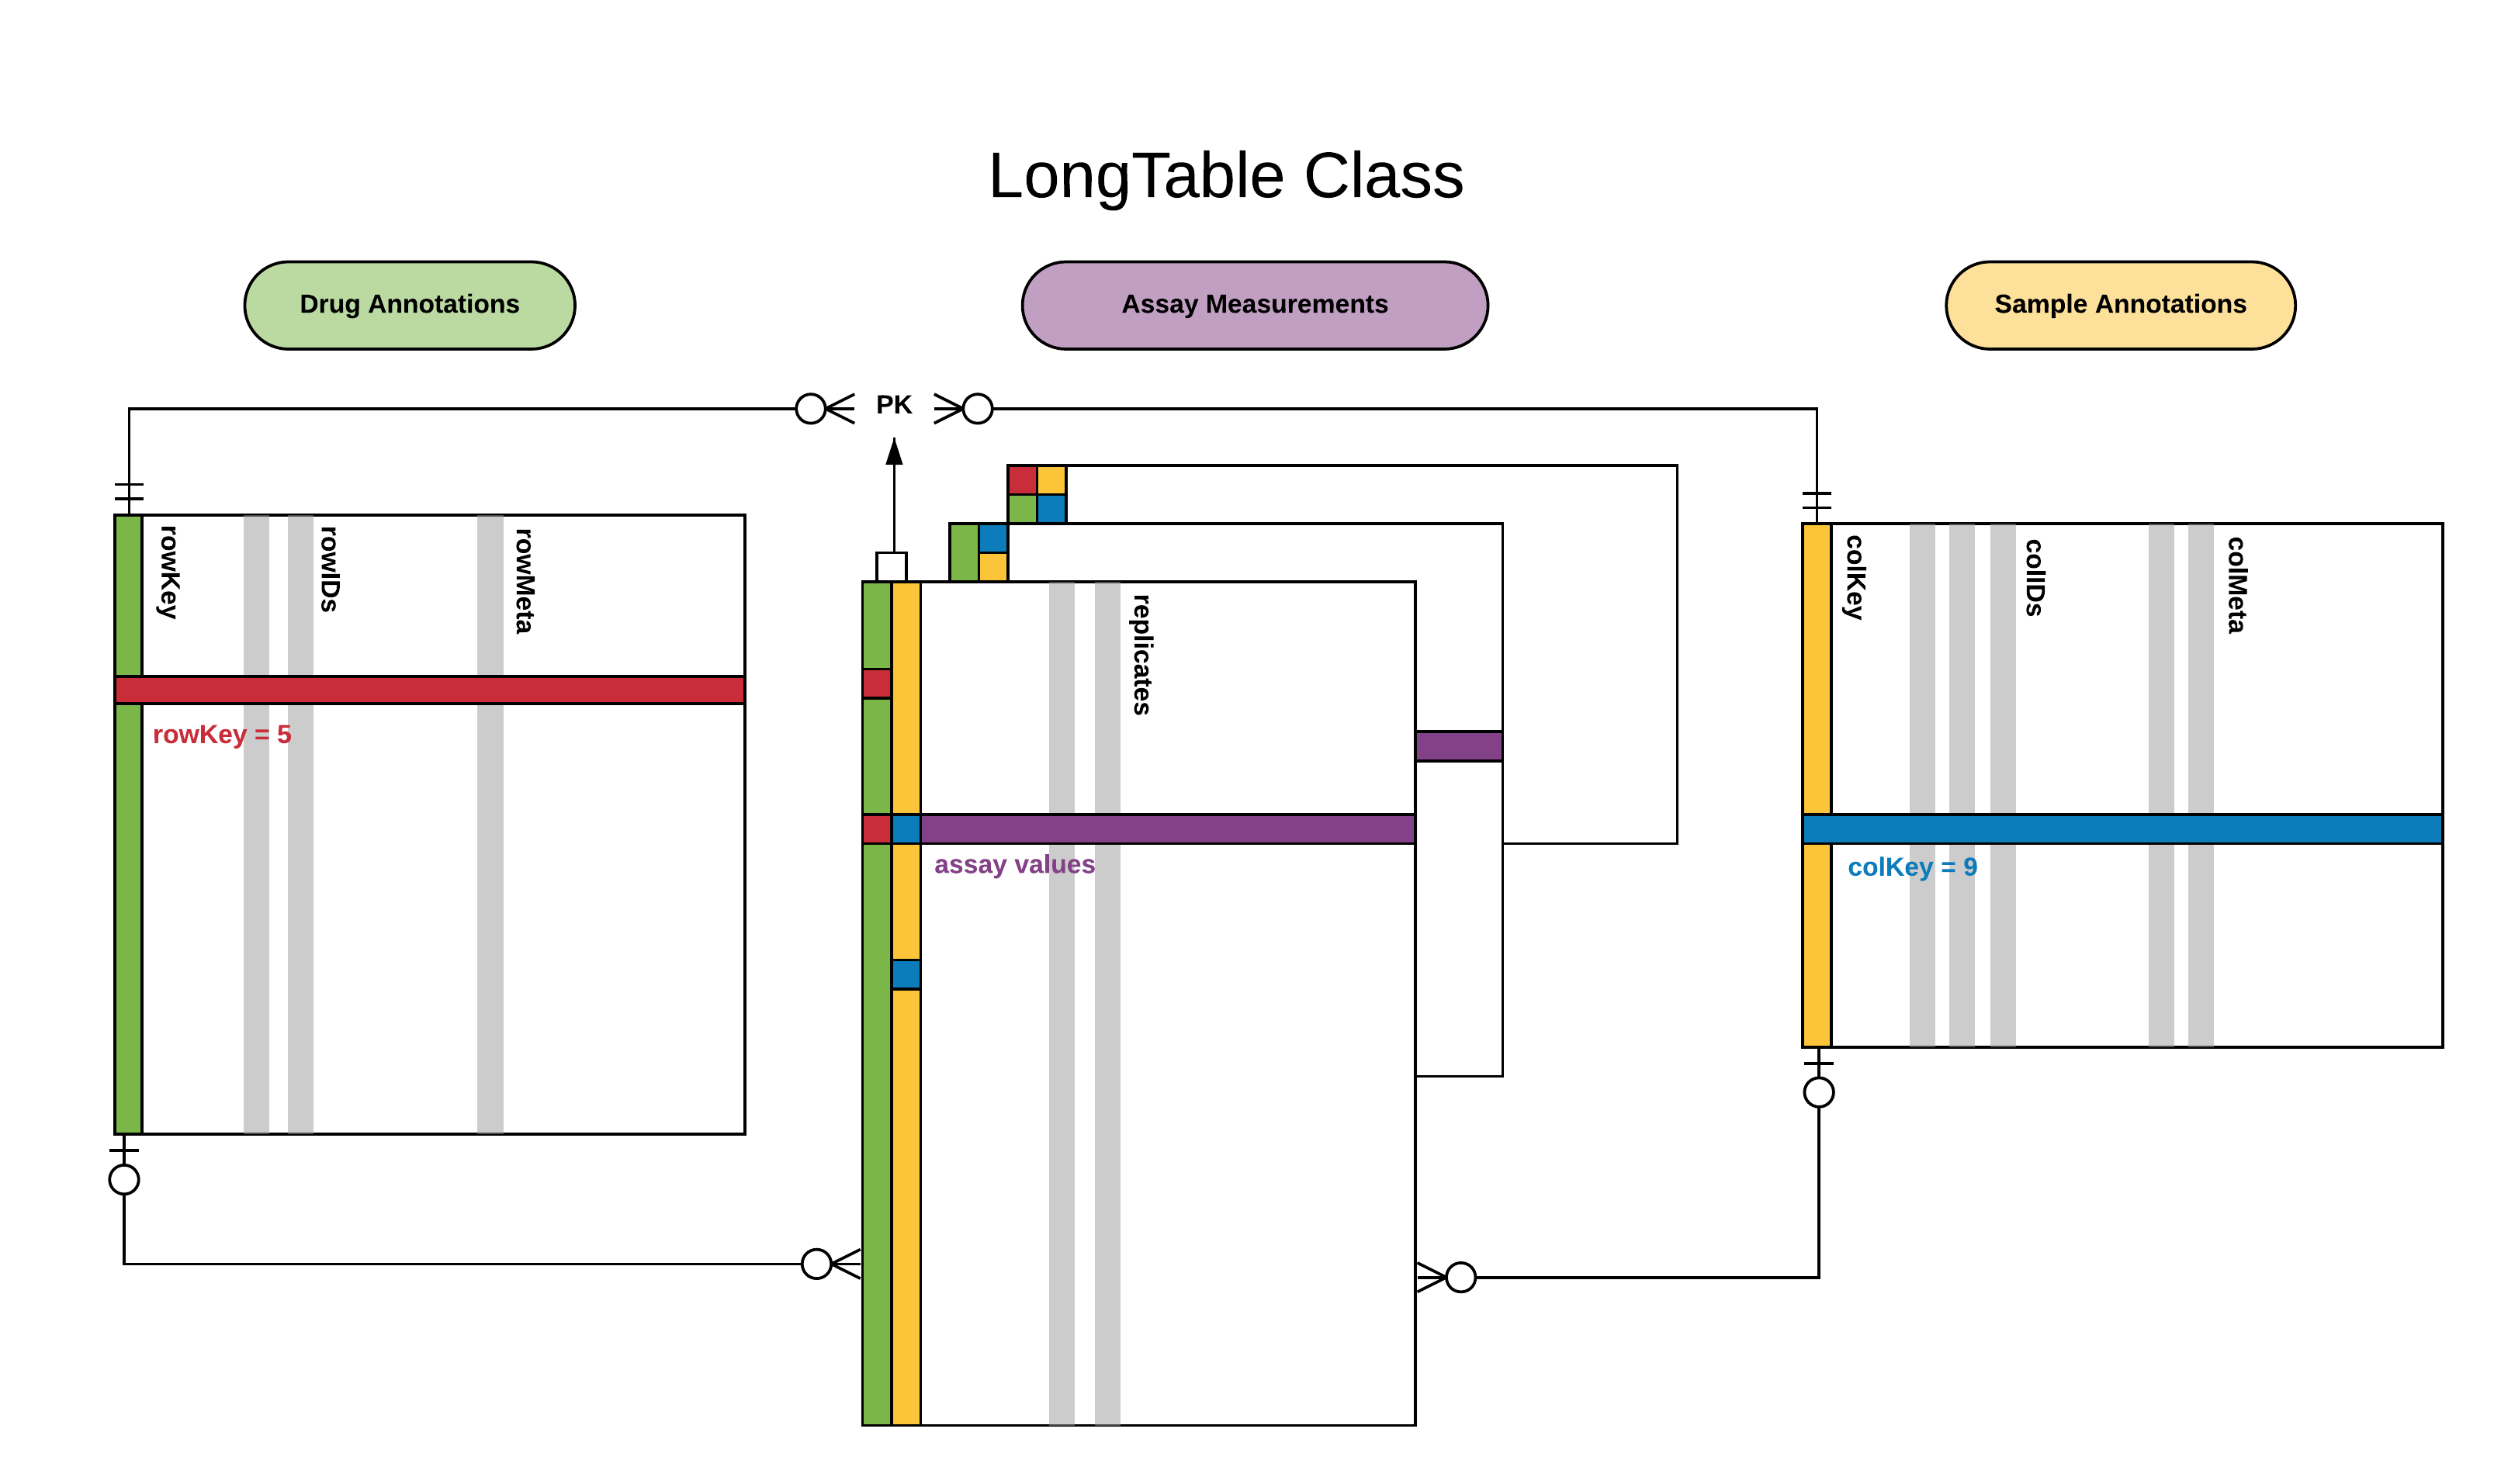 LongTable Class
Drug Annotations
Assay Measurements
Sample Annotations
PK
rowKey
rowIDs
rowMeta
rowKey = 5
replicates
assay values
colKey
colIDs
colMeta
colKey = 9